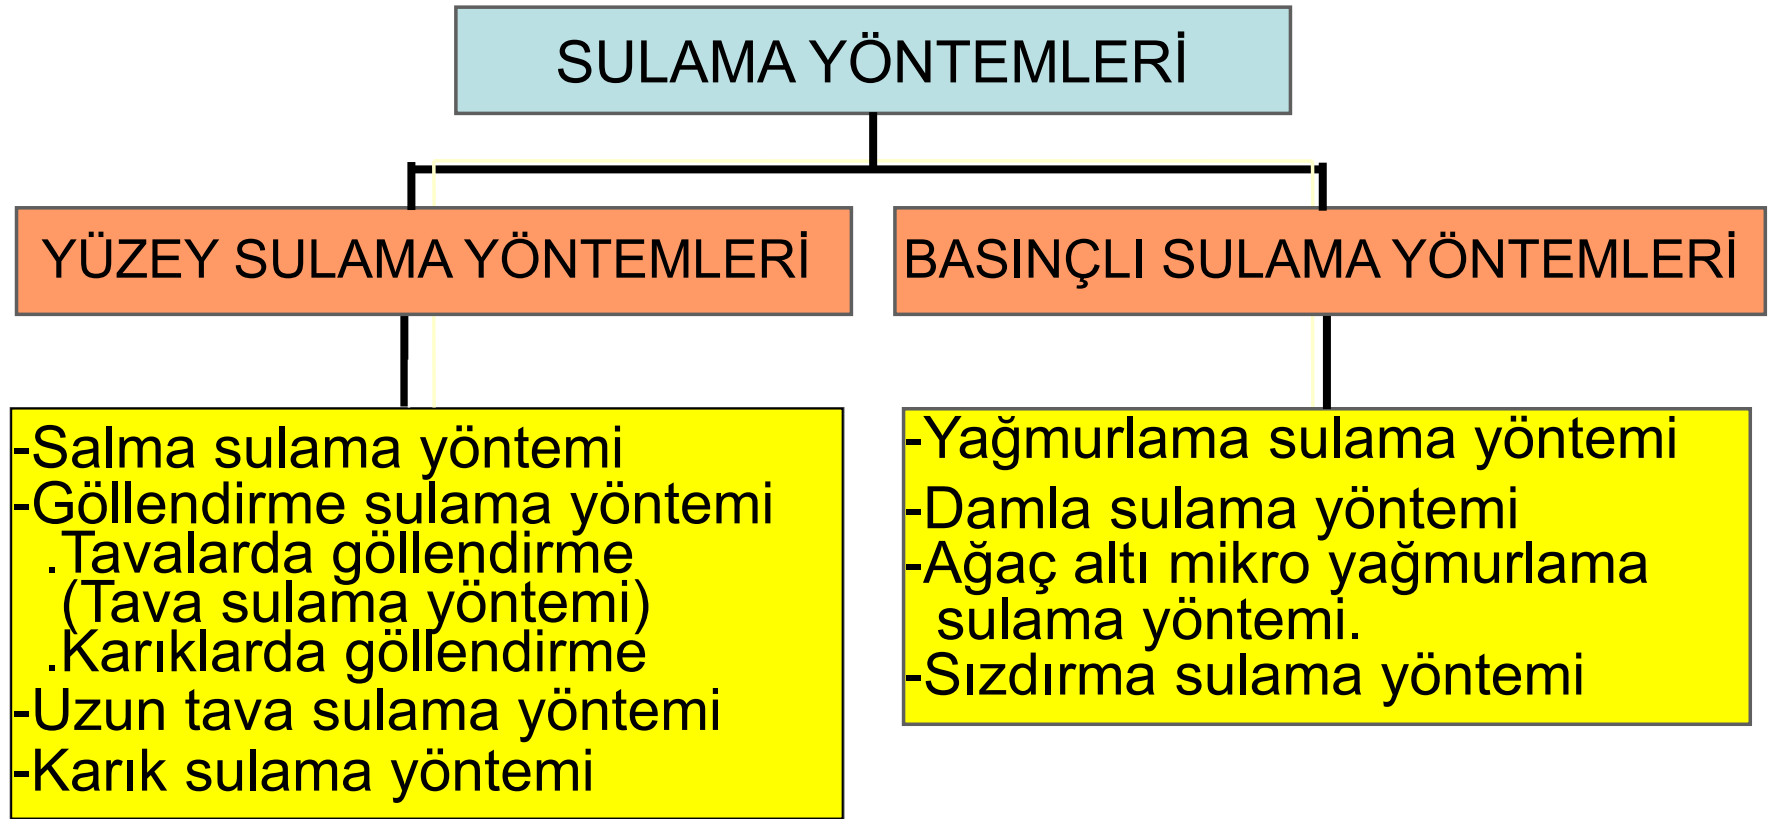 SULAMA YÖNTEMLERİ
YÜZEY SULAMA YÖNTEMLERİ
-Salma sulama yöntemi
-Göllendirme sulama yöntemi
.Tavalarda göllendirme
(Tava sulama yöntemi)
.Karıklarda göllendirme
-Uzun tava sulama yöntemi
-Karık sulama yöntemi
BASINÇLI SULAMA YÖNTEMLERİ
-Yağmurlama sulama yöntemi
-Damla sulama yöntemi
-Ağaç altı mikro yağmurlama
sulama yöntemi.
-Sızdırma sulama yöntemi